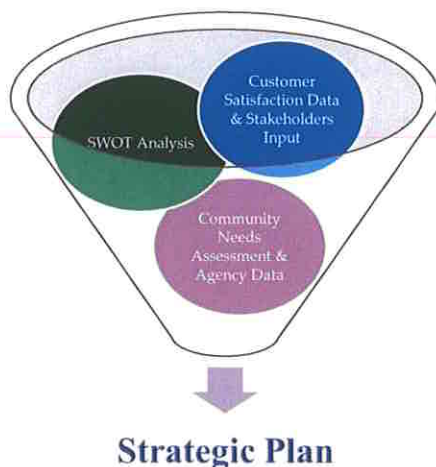 Customer
Satisfaction Data
& Stakeholders
Input
SWOT Analysis
Community
Needs
Assessment &
Agency Data
Strategic Plan